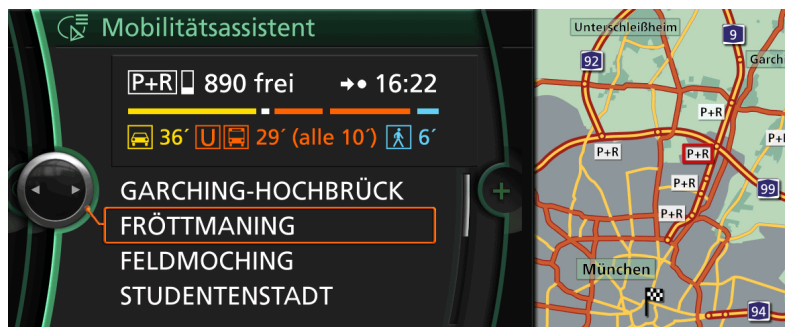 Mobilitätsassistent
P+R 890 frei 16:22
36´ U 29´ (alle 10´) 6´
GARCHING-HOCHBRÜCK
FRÖTTMANING
FELDMOCHING
STUDENTENSTADT
Unterschleißheim
9
92
Garch
P+R
P+
P+R
P+R
P+R
99
P+R
München
94